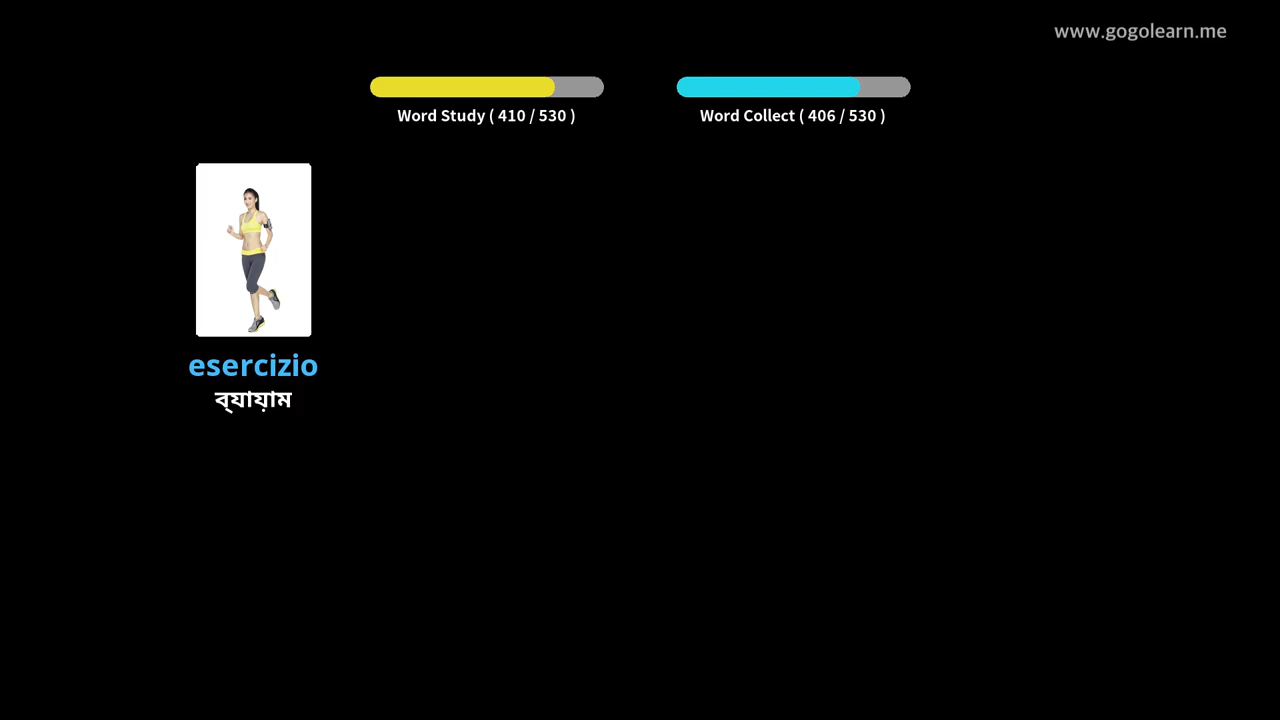 www.gogolearn.me
Word Study ( 410 / 530 )
Word Collect ( 406 / 530 )
esercizio
ব্যায়াম